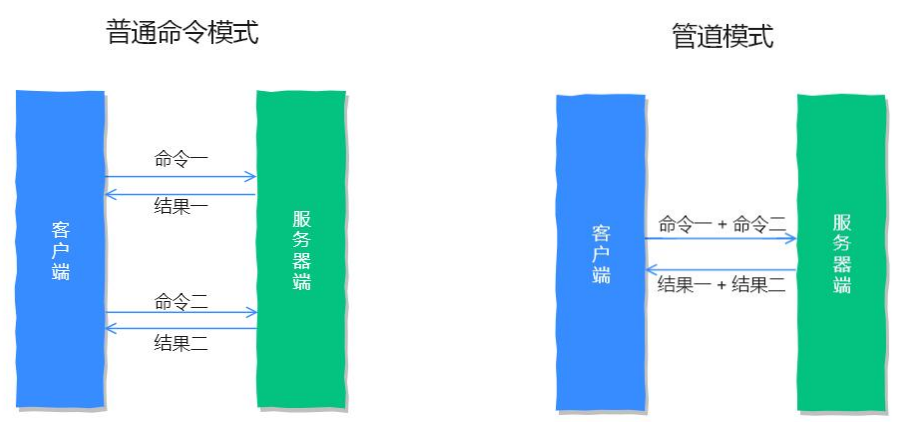 普通命令模式
客户端
命令一
结果一
命令二
结果二
服务器端
管道模式
客户端
命令一 + 命令二
结果一 + 结果二
服务器端